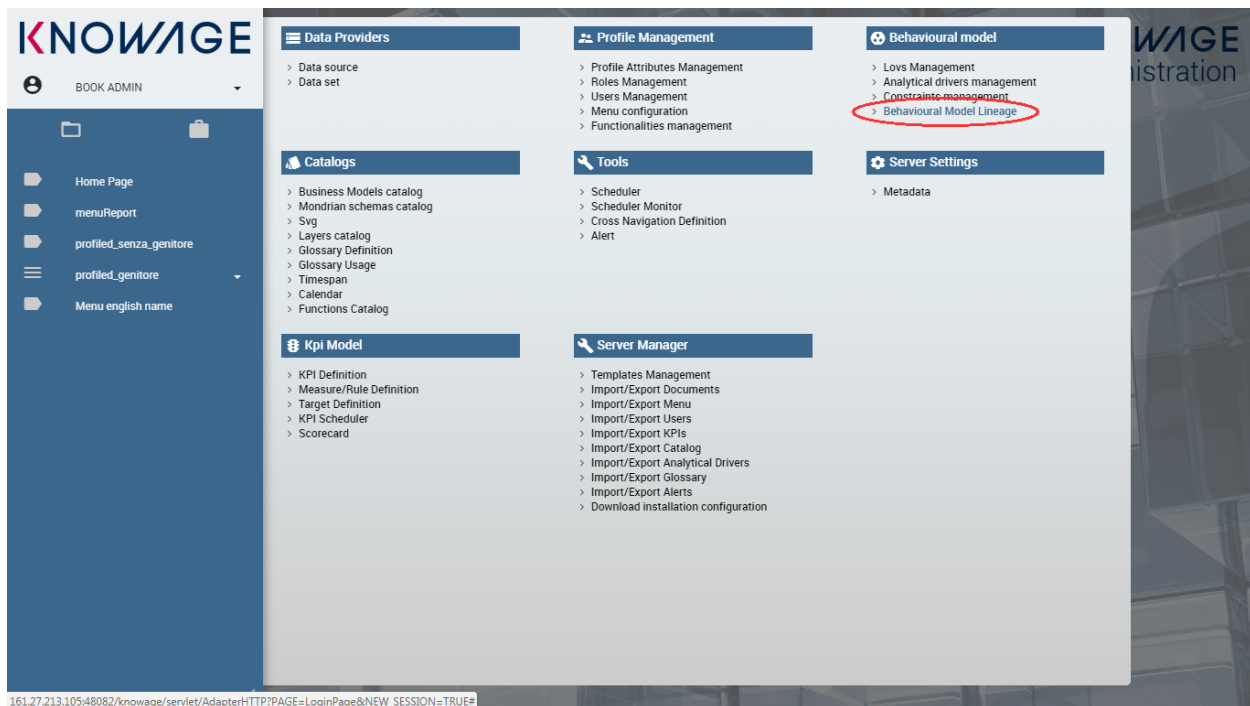 KNOWAGE
BOOK ADMIN
Home Page
menuReport
profiled_senza_genitore
profiled_genitore
Menu english name
Data Providers
> Data source
> Data set
Profile Management
> Profile Attributes Management
> Roles Management
> Users Management
> Menu configuration
> Functionalities management
Behavioural model
> Lovs Management
> Analytical drivers management
> Constraints management
> Behavioural Model Lineage
Catalogs
> Business Models catalog
> Mondrian schemas catalog
> Svg
> Layers catalog
> Glossary Definition
> Glossary Usage
> Timespan
> Calendar
> Functions Catalog
Tools
> Scheduler
> Scheduler Monitor
> Cross Navigation Definition
> Alert
Server Settings
> Metadata
Kpi Model
> KPI Definition
> Measure/Rule Definition
> Target Definition
> KPI Scheduler
> Scorecard
Server Manager
> Templates Management
> Import/Export Documents
> Import/Export Menu
> Import/Export Users
> Import/Export KPIs
> Import/Export Catalog
> Import/Export Analytical Drivers
> Import/Export Glossary
> Import/Export Alerts
> Download installation configuration
WAGE
istration
161.27.213.105:48082/knowage/servlet/AdapterHTTP?PAGE=LoginPage&NEW_SESSION=TRUE#